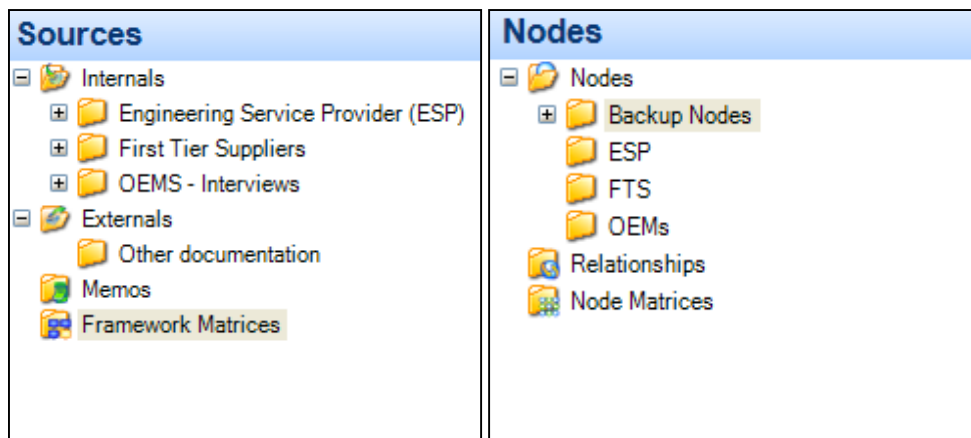 Sources
Internals
Engineering Service Provider (ESP)
First Tier Suppliers
OEMS - Interviews
Externals
Other documentation
Memos
Framework Matrices
Nodes
Nodes
Backup Nodes
ESP
FTS
OEMs
Relationships
Node Matrices